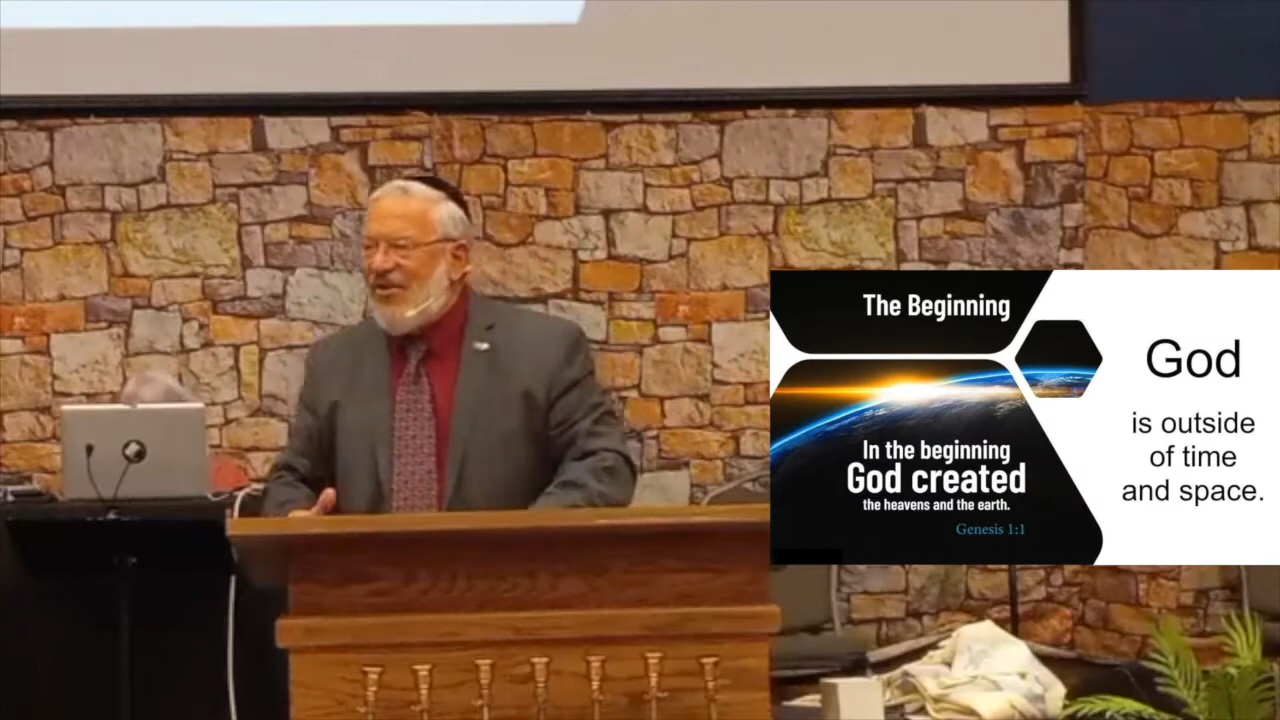 The Beginning
In the beginning
God created
the heavens and the earth.
Genesis 1:1
God
is outside
of time
and space.